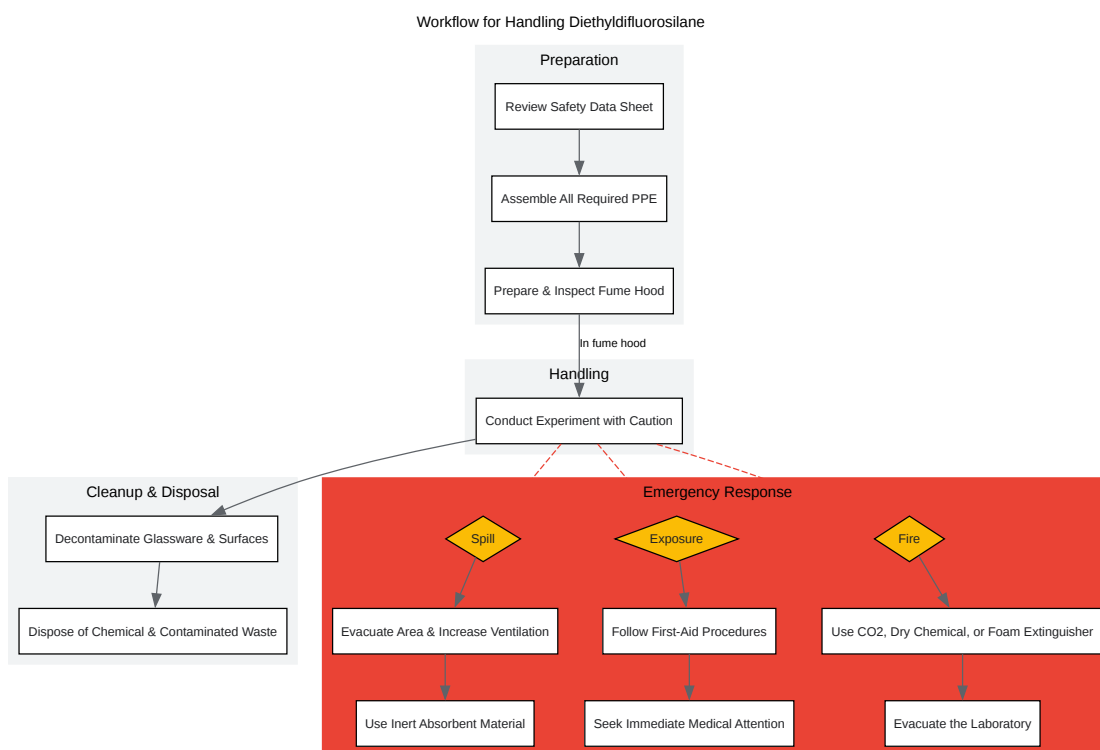 Workflow for Handling Diethyldifluorosilane
Preparation
Review Safety Data Sheet
Assemble All Required PPE
Prepare & Inspect Fume Hood
In fume hood
Handling
Conduct Experiment with Caution
Cleanup & Disposal
Decontaminate Glassware & Surfaces
Dispose of Chemical & Contaminated Waste
Emergency Response
Spill
Exposure
Fire
Evacuate Area & Increase Ventilation
Follow First-Aid Procedures
Use CO2, Dry Chemical, or Foam Extinguisher
Use Inert Absorbent Material
Seek Immediate Medical Attention
Evacuate the Laboratory